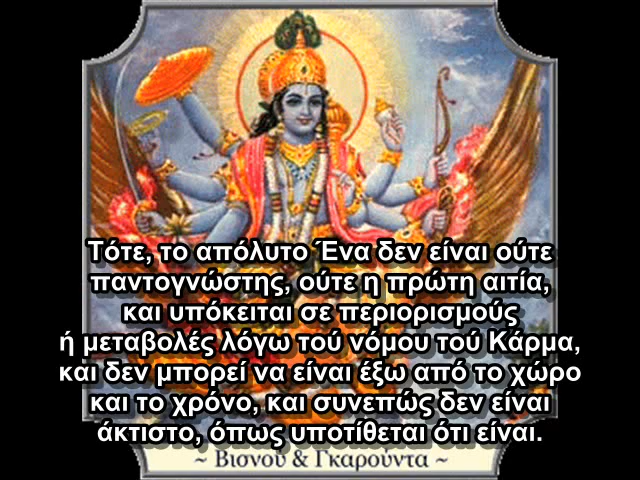 Τότε, το απόλυτο Ένα δεν είναι ούτε
παντογνώστης, ούτε η πρώτη αιτία,
και υπόκειται σε περιορισμούς
ή μεταβολές λόγω τού νόμου τού Κάρμα,
και δεν μπορεί να είναι έξω από το χώρο
και το χρόνο, και συνεπώς δεν είναι
άκτιστο, όπως υποτίθεται ότι είναι.
~ Βισνού & Γκαρούντα ~